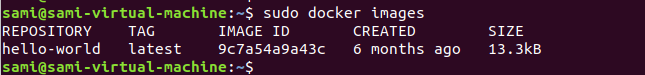 sami@sami-virtual-machine:~$ sudo docker images
REPOSITORY    TAG       IMAGE ID       CREATED        SIZE
hello-world   latest    9c7a54a9a43c   6 months ago   13.3kB
sami@sami-virtual-machine:~$